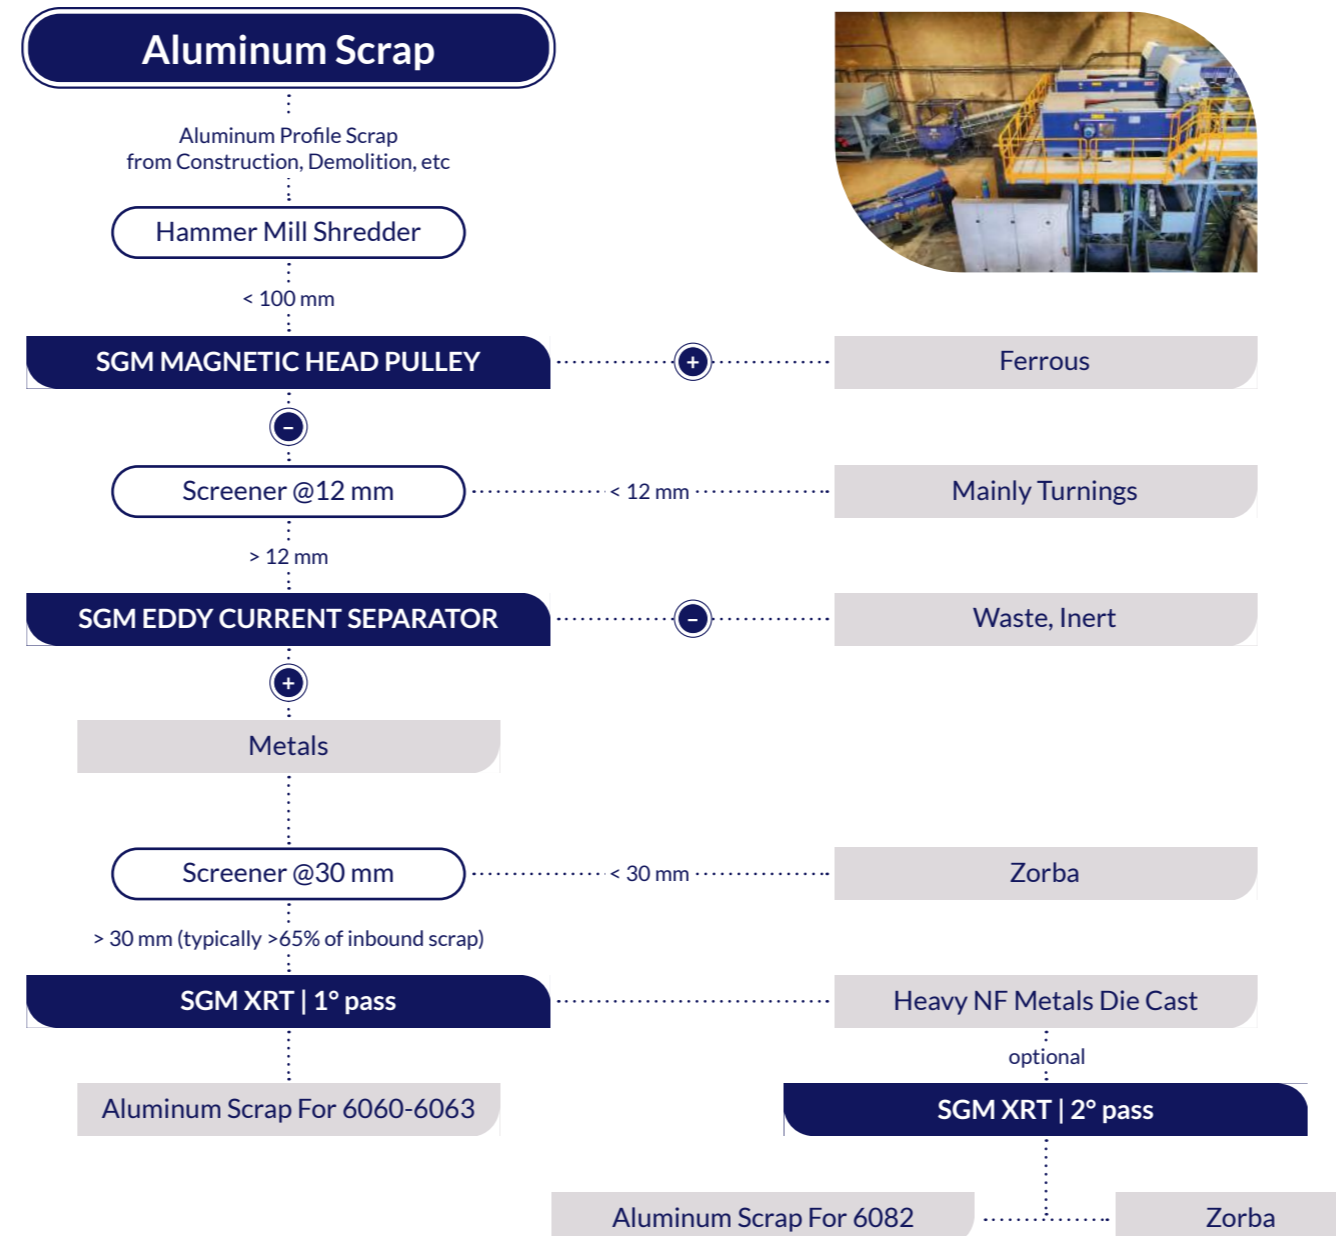 Aluminum Scrap
Aluminum Profile Scrap
from Construction, Demolition, etc
Hammer Mill Shredder
< 100 mm
SGM MAGNETIC HEAD PULLEY
+
Ferrous
–
Screener @12 mm
< 12 mm
Mainly Turnings
> 12 mm
SGM EDDY CURRENT SEPARATOR
–
Waste, Inert
+
Metals
Screener @30 mm
< 30 mm
Zorba
> 30 mm (typically >65% of inbound scrap)
SGM XRT | 1° pass
Heavy NF Metals Die Cast
optional
Aluminum Scrap For 6060-6063
SGM XRT | 2° pass
Aluminum Scrap For 6082
Zorba